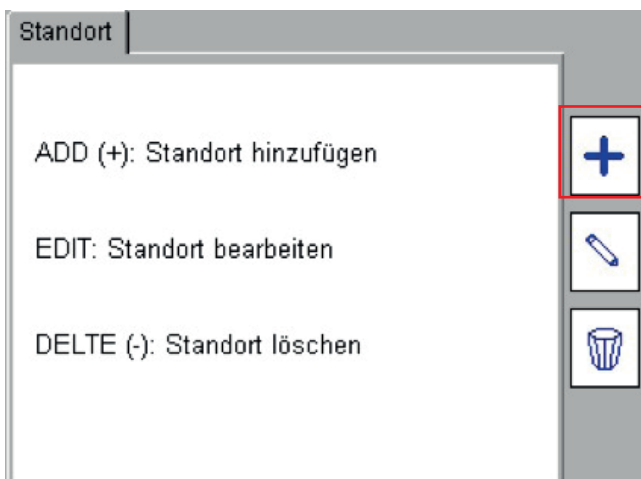 Standort
ADD (+): Standort hinzufügen
EDIT: Standort bearbeiten
DELTE (-): Standort löschen